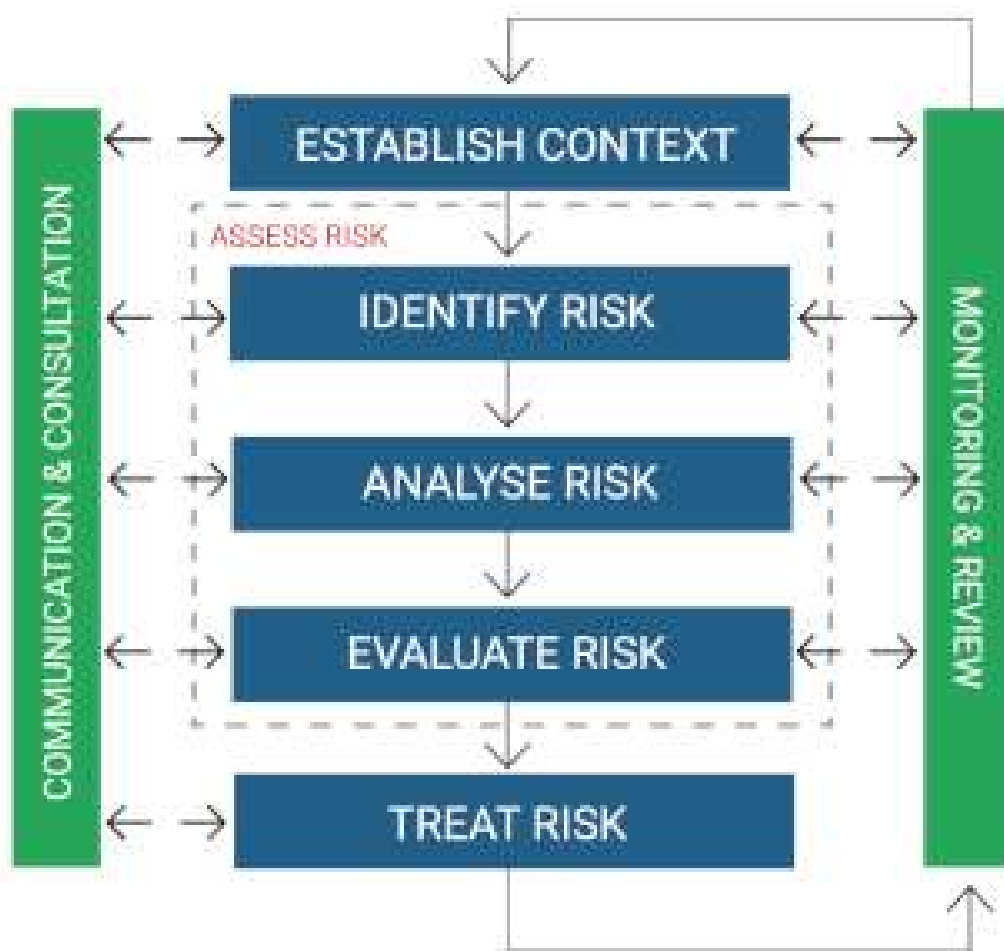 ESTABLISH CONTEXT
ASSESS RISK
IDENTIFY RISK
ANALYSE RISK
EVALUATE RISK
TREAT RISK
COMMUNICATION & CONSULTATION
MONITORING & REVIEW